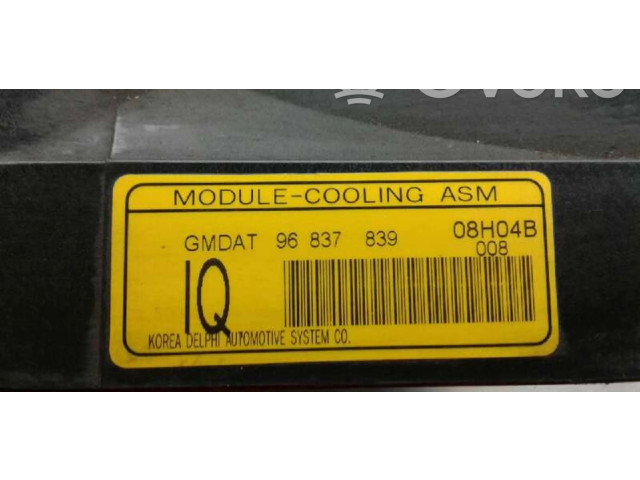 MODULE-COOLING ASM
GMDAT 96 837 839 08H04B
008
IQ
KOREA DELPHI AUTOMOTIVE SYSTEM CO.